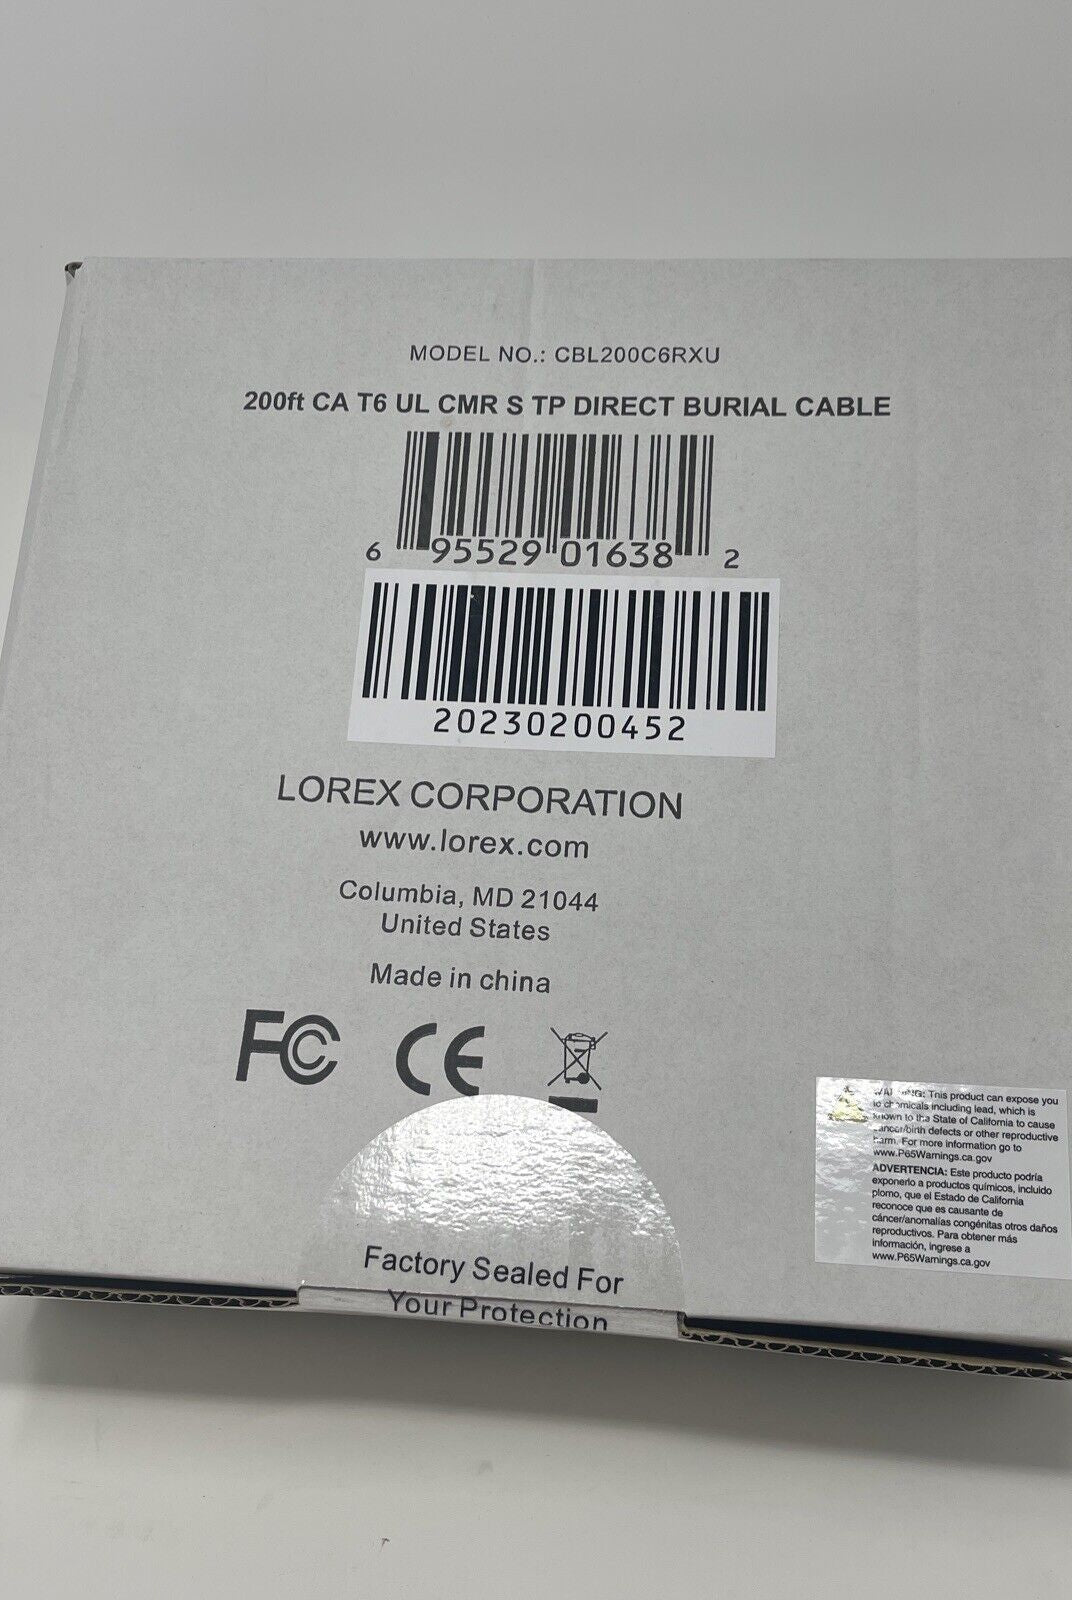 MODEL NO.: CBL200C6RXU
200ft CA T6 UL CMR S TP DIRECT BURIAL CABLE
6 95529 01638 2
20230200452
LOREX CORPORATION
www.lorex.com
Columbia, MD 21044
United States
Made in china
FC CE
Factory Sealed For
Your Protection
This product can expose you
to chemicals including lead, which is
known to the State of California to cause
cancer/birth defects or other reproductive
harm. For more information go to
www.P65Warnings.ca.gov
ADVERTENCIA: Este producto podría
exponerlo a productos químicos, incluido
plomo, que el Estado de California
reconoce que es causante de
cáncer/anomalías congénitas otros daños
reproductivos. Para obtener más
información, ingrese a
www.P65Warnings.ca.gov